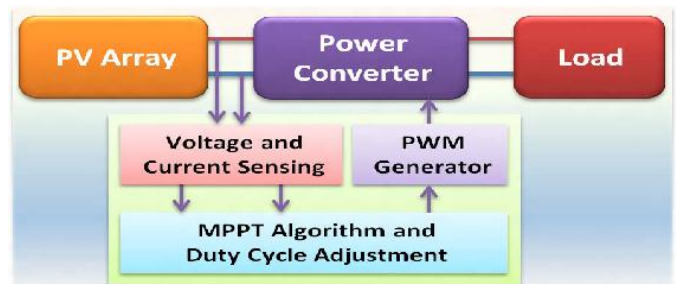 PV Array
Power
Converter
Load
Voltage and
Current Sensing
PWM
Generator
MPPT Algorithm and
Duty Cycle Adjustment